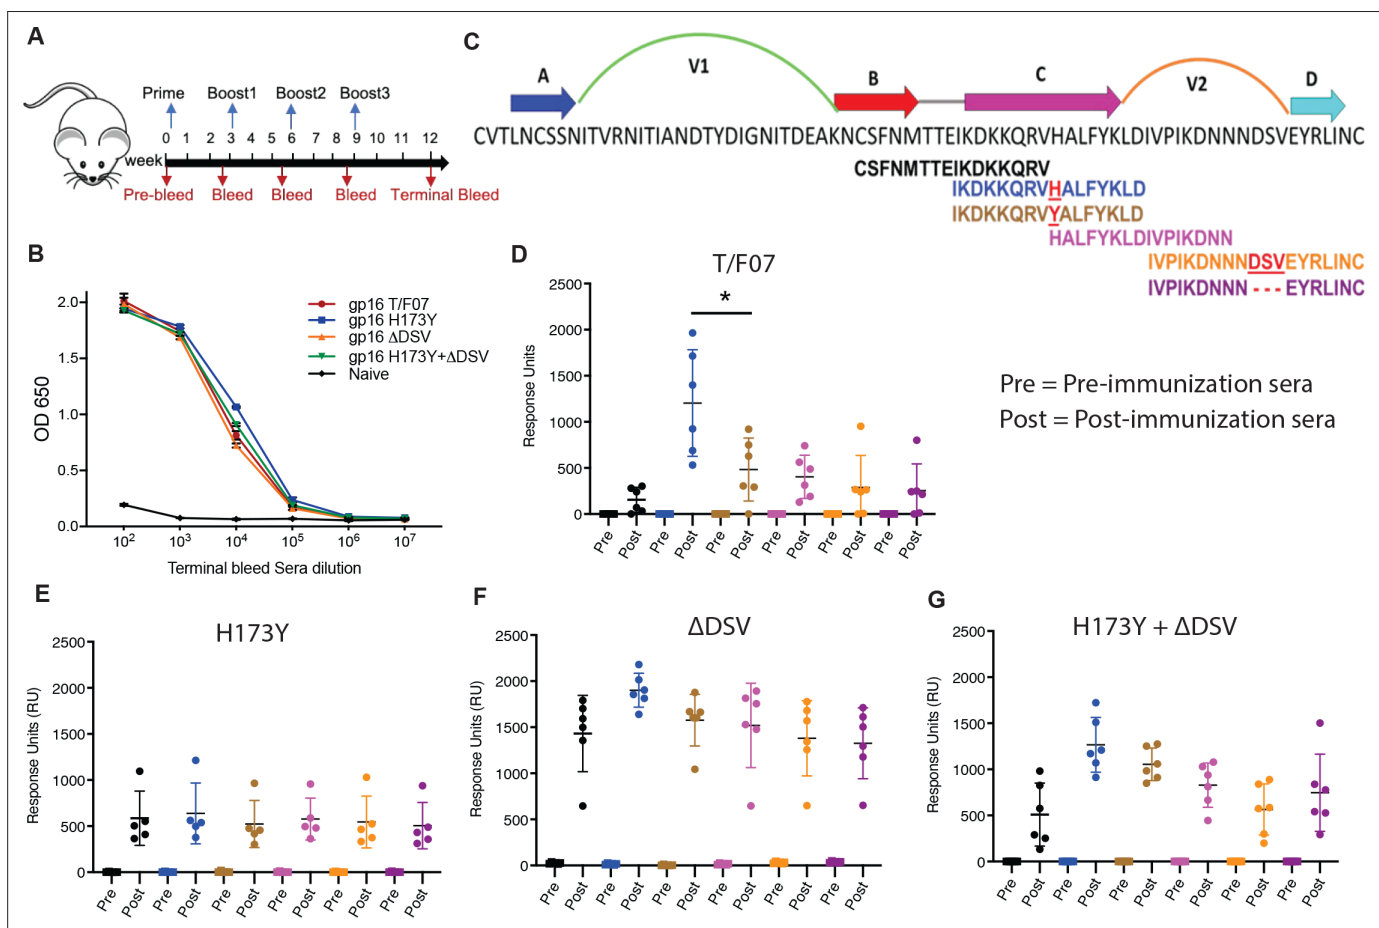 A
Prime Boost1 Boost2 Boost3
0 1 2 3 4 5 6 7 8 9 10 11 12
week
Pre-bleed Bleed Bleed Bleed Terminal Bleed
C
A V1 B C V2 D
CVTLNCSSNITVRNITIANDTYDIGNITDEAKNCSFNMTTEIKDKKQRVHALFYKLDIVPIKDNNNDSVEYRLINC
CSFNMTTEIKDKKQRV
IKDKKQRVHALFYKLD
IKDKKQRVYALFYKLD
HALFYKLDIVPIKDNN
IVPIKDNNNDSVEYRLINC
IVPIKDNNN - - - EYRLINC
B
gp16 T/F07
gp16 H173Y
gp16 ΔDSV
gp16 H173Y+ΔDSV
Naive
OD 650
2.0
1.5
1.0
0.5
0.0
10² 10³ 10⁴ 10⁵ 10⁶ 10⁷
Terminal bleed Sera dilution
D
T/F07
*
Response Units
2500
2000
1500
1000
500
0
Pre Post Pre Post Pre Post Pre Post Pre Post Pre Post
Pre = Pre-immunization sera
Post = Post-immunization sera
E
H173Y
Response Units (RU)
2500
2000
1500
1000
500
0
Pre Post Pre Post Pre Post Pre Post Pre Post Pre Post
F
ΔDSV
Response Units (RU)
2500
2000
1500
1000
500
0
Pre Post Pre Post Pre Post Pre Post Pre Post Pre Post
G
H173Y + ΔDSV
Response Units (RU)
2500
2000
1500
1000
500
0
Pre Post Pre Post Pre Post Pre Post Pre Post Pre Post